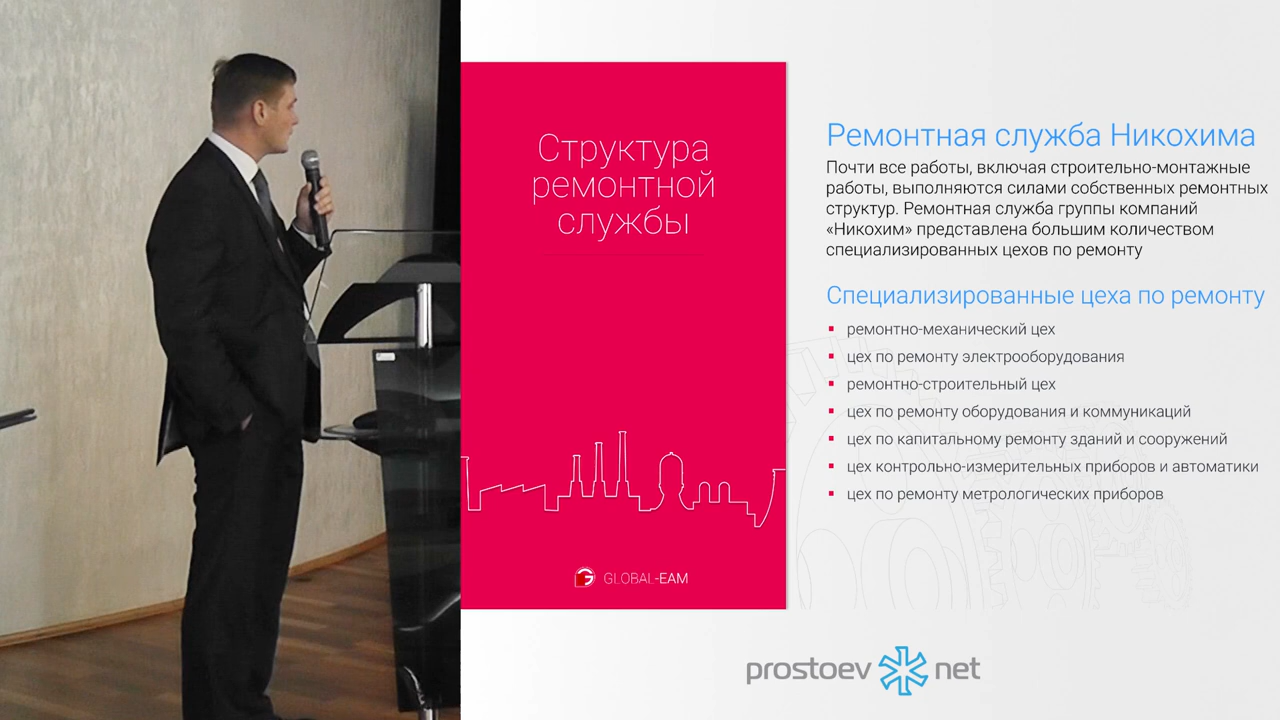 Структура
ремонтной
службы
GLOBAL-EAM
Ремонтная служба Никохима
Почти все работы, включая строительно-монтажные
работы, выполняются силами собственных ремонтных
структур. Ремонтная служба группы компаний
«Никохим» представлена большим количеством
специализированных цехов по ремонту
Специализированные цеха по ремонту
ремонтно-механический цех
цех по ремонту электрооборудования
ремонтно-строительный цех
цех по ремонту оборудования и коммуникаций
цех по капитальному ремонту зданий и сооружений
цех контрольно-измерительных приборов и автоматики
цех по ремонту метрологических приборов
prostoev net